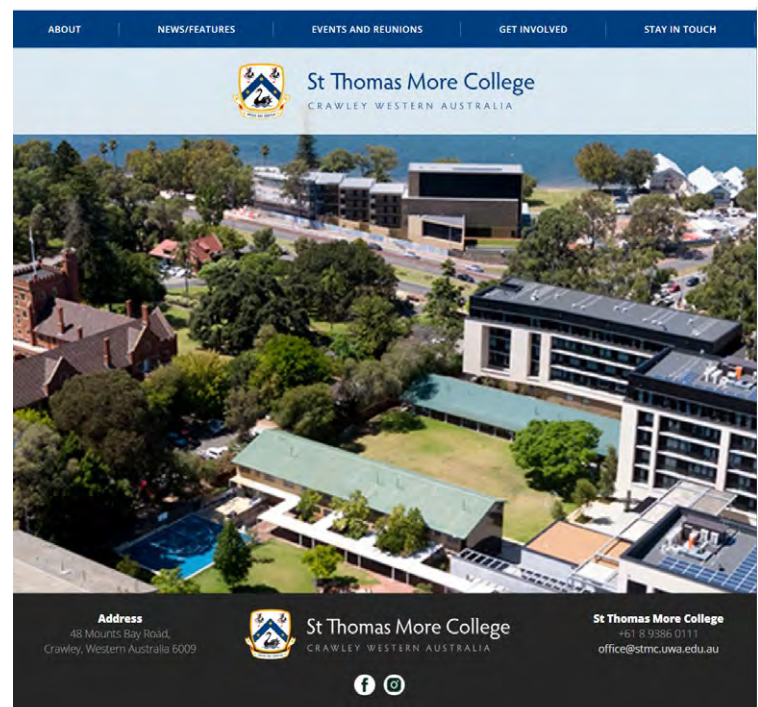 ABOUT
NEWS/FEATURES
EVENTS AND REUNIONS
GET INVOLVED
STAY IN TOUCH
St Thomas More College
CRAWLEY WESTERN AUSTRALIA
Address
48 Mounts Bay Road,
Crawley, Western Australia 6009
St Thomas More College
CRAWLEY WESTERN AUSTRALIA
St Thomas More College
+61 8 9386 0111
office@stmc.uwa.edu.au